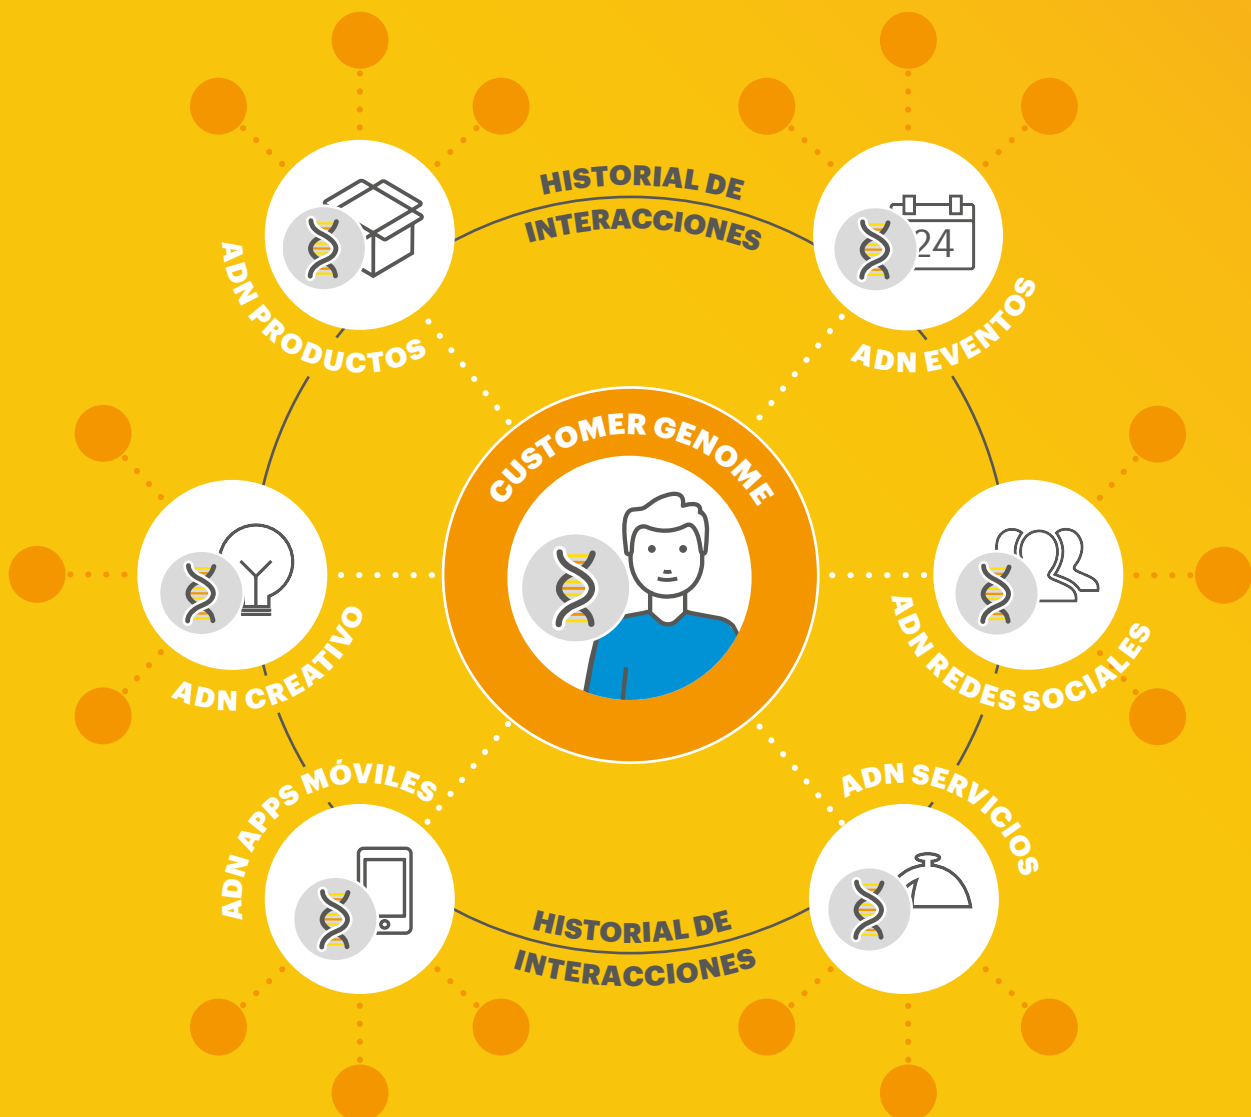 HISTORIAL DE
INTERACCIONES
24
ADN PRODUCTOS
ADN EVENTOS
CUSTOMER GENOME
ADN CREATIVO
ADN REDES SOCIALES
ADN APPS MÓVILES
ADN SERVICIOS
HISTORIAL DE
INTERACCIONES